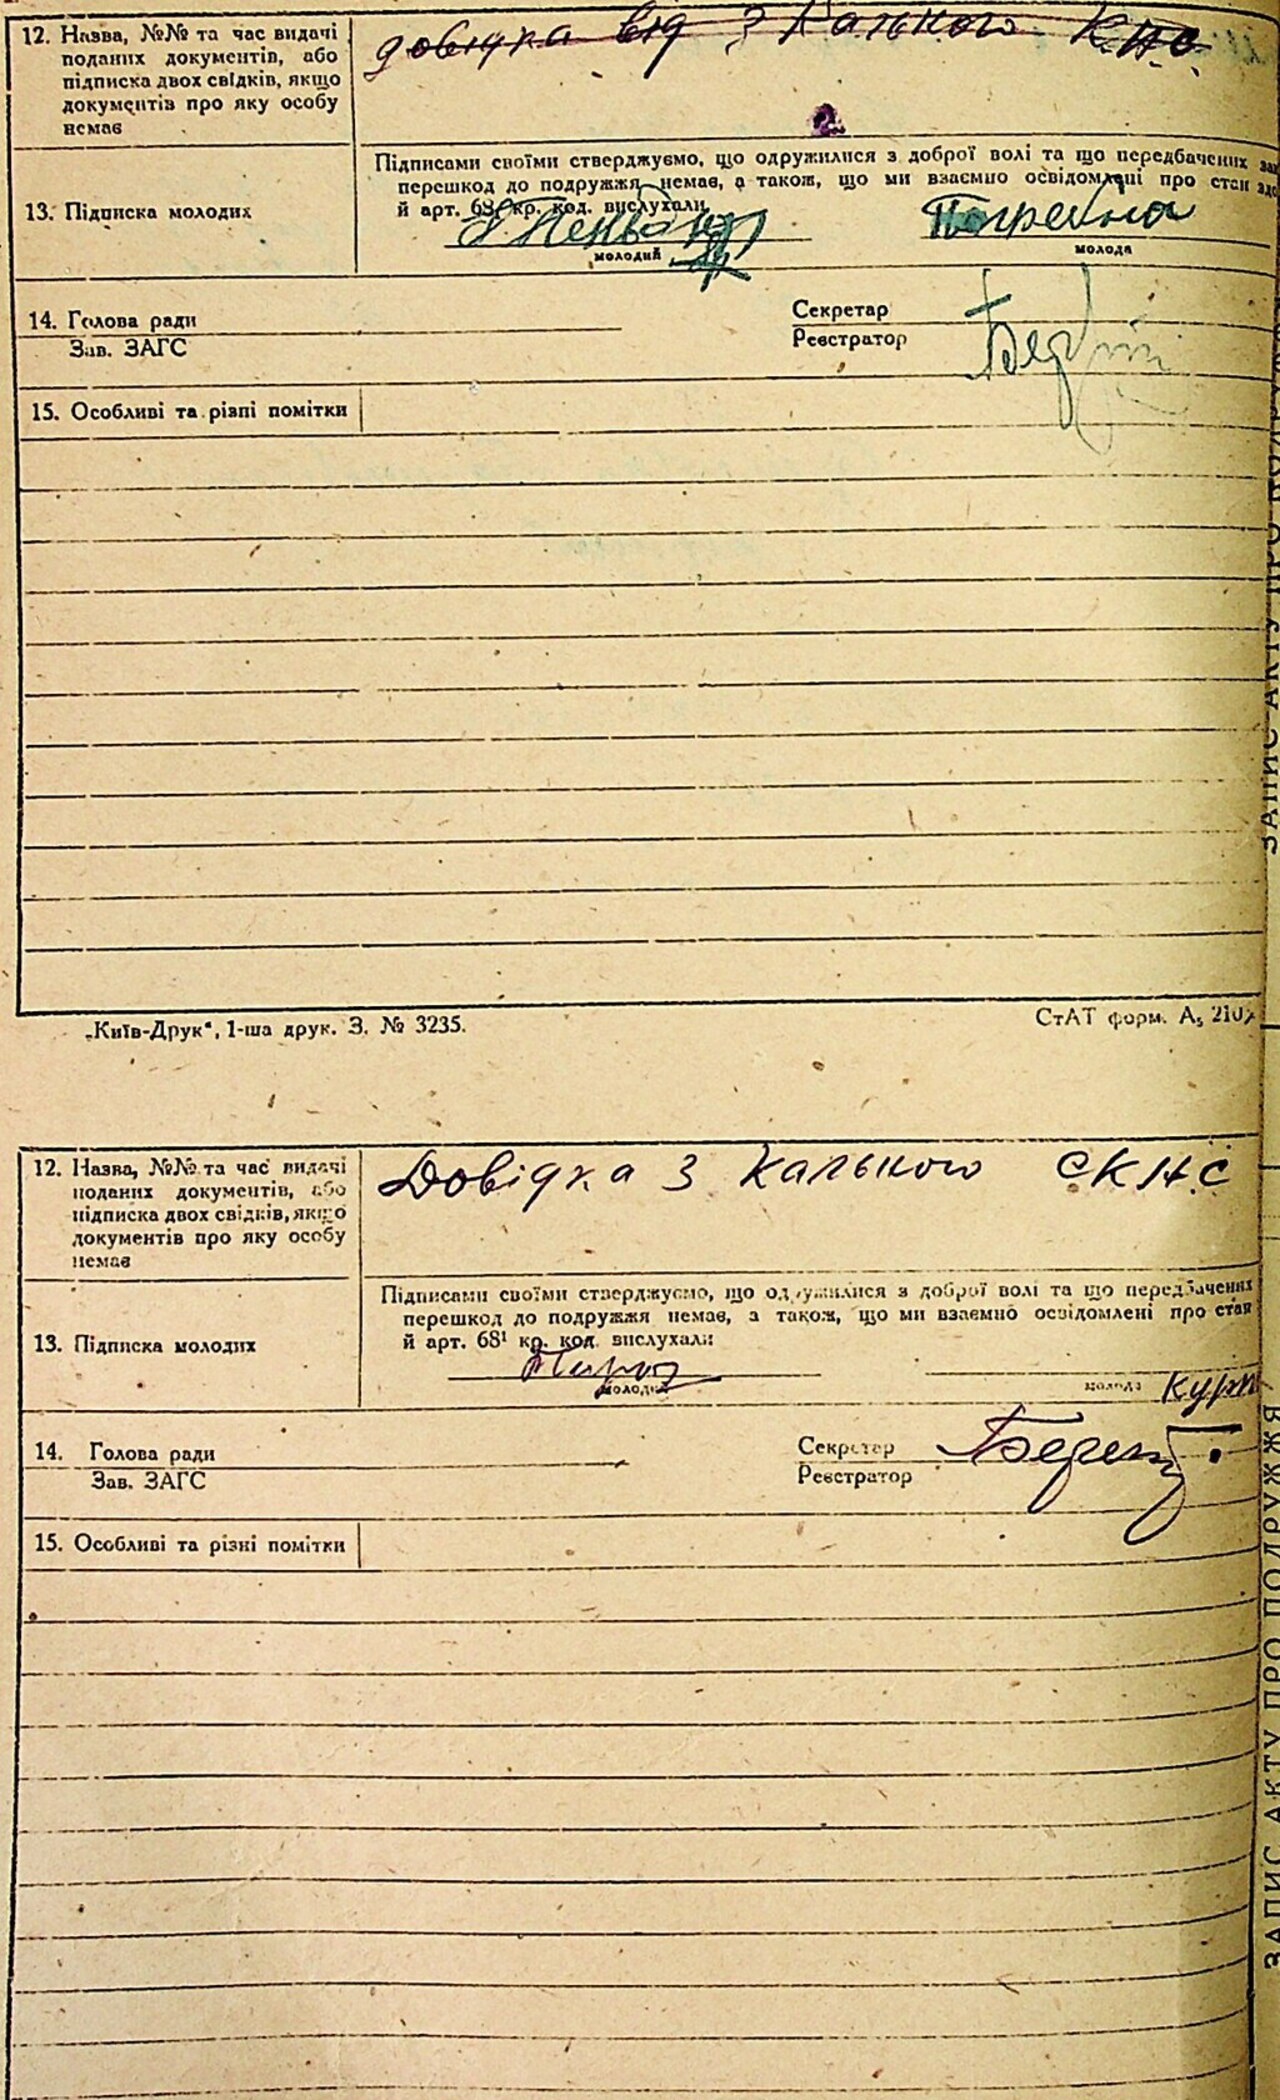 12. Назва, №№ та час видачі
поданих документів, або
підписка двох свідків, якщо
документів про яку особу
немає
довідка від З Кального К.Н.С.
Підписами своїми стверджуємо, що одружилися з доброї волі та що передбачених
перешкод до подружжя немає, а також, що ми взаємно освідомлені про стан
13. Підписка молодих
й арт. 68¹ кр. код. вислухали
молодий
молода
14. Голова ради
Зав. ЗАГС
Секретар
Реєстратор
15. Особливі та різні помітки
„Київ-Друк“, 1-ша друк. З. № 3235.
СтАТ форм. А₅
12. Назва, №№ та час видачі
поданих документів, або
підписка двох свідків, якщо
документів про яку особу
немає
Довідка З Кального СКНС
Підписами своїми стверджуємо, що одружилися з доброї волі та що передбачених
перешкод до подружжя немає, а також, що ми взаємно освідомлені про стан
13. Підписка молодих
й арт. 68¹ кр. код. вислухали
молодий
молода
14. Голова ради
Зав. ЗАГС
Секретар
Реєстратор
15. Особливі та різні помітки
ЗАПИС АКТУ ПРО
ЗАПИС АКТУ ПРО ПОДРУЖЖЯ